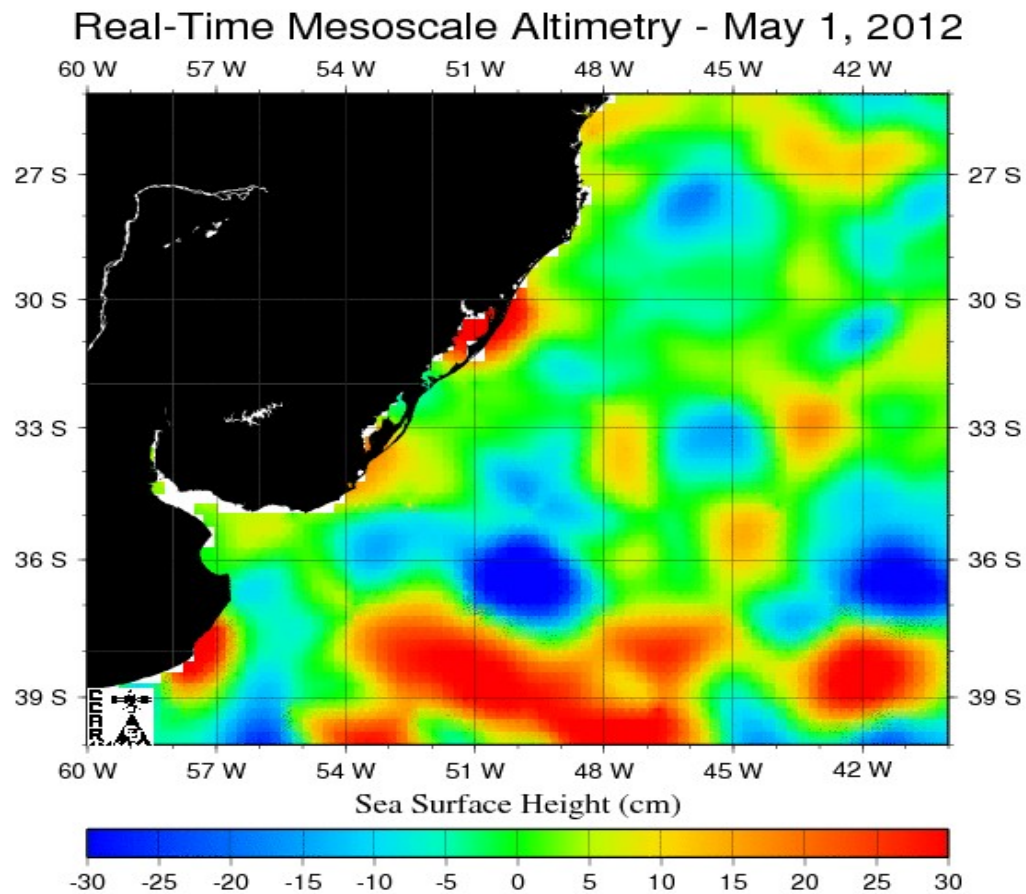 Real-Time Mesoscale Altimetry - May 1, 2012
60 W 57 W 54 W 51 W 48 W 45 W 42 W
27 S 27 S
30 S 30 S
33 S 33 S
36 S 36 S
39 S 39 S
CCAR
60 W 57 W 54 W 51 W 48 W 45 W 42 W
Sea Surface Height (cm)
-30 -25 -20 -15 -10 -5 0 5 10 15 20 25 30